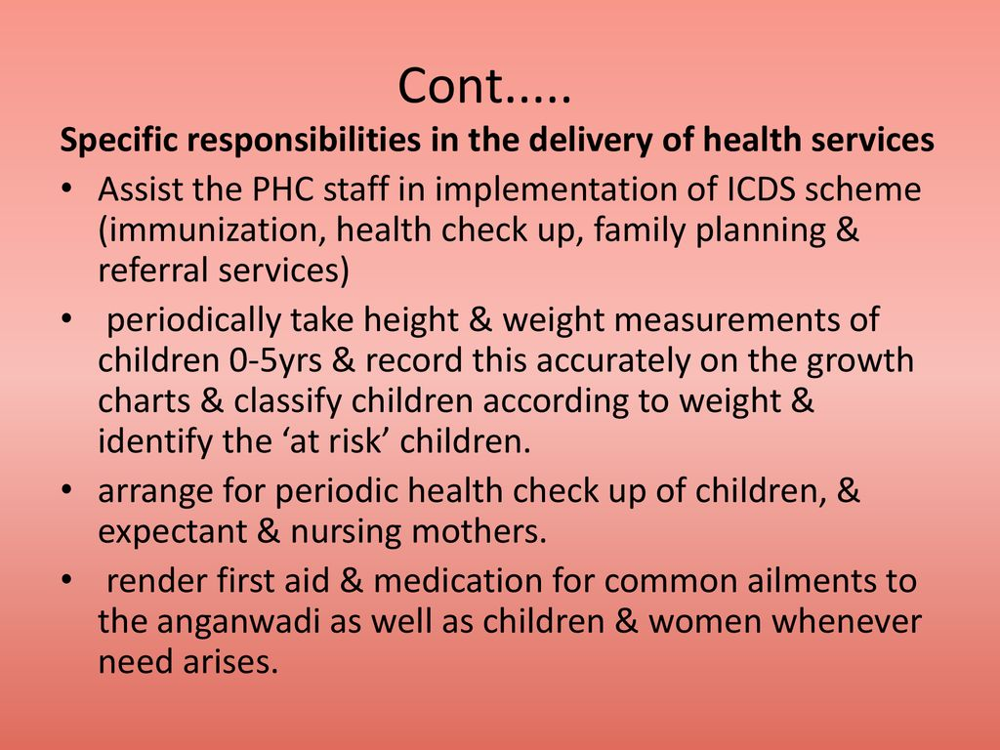 Cont.....
Specific responsibilities in the delivery of health services
• Assist the PHC staff in implementation of ICDS scheme
(immunization, health check up, family planning &
referral services)
• periodically take height & weight measurements of
children 0-5yrs & record this accurately on the growth
charts & classify children according to weight &
identify the ‘at risk’ children.
• arrange for periodic health check up of children, &
expectant & nursing mothers.
• render first aid & medication for common ailments to
the anganwadi as well as children & women whenever
need arises.